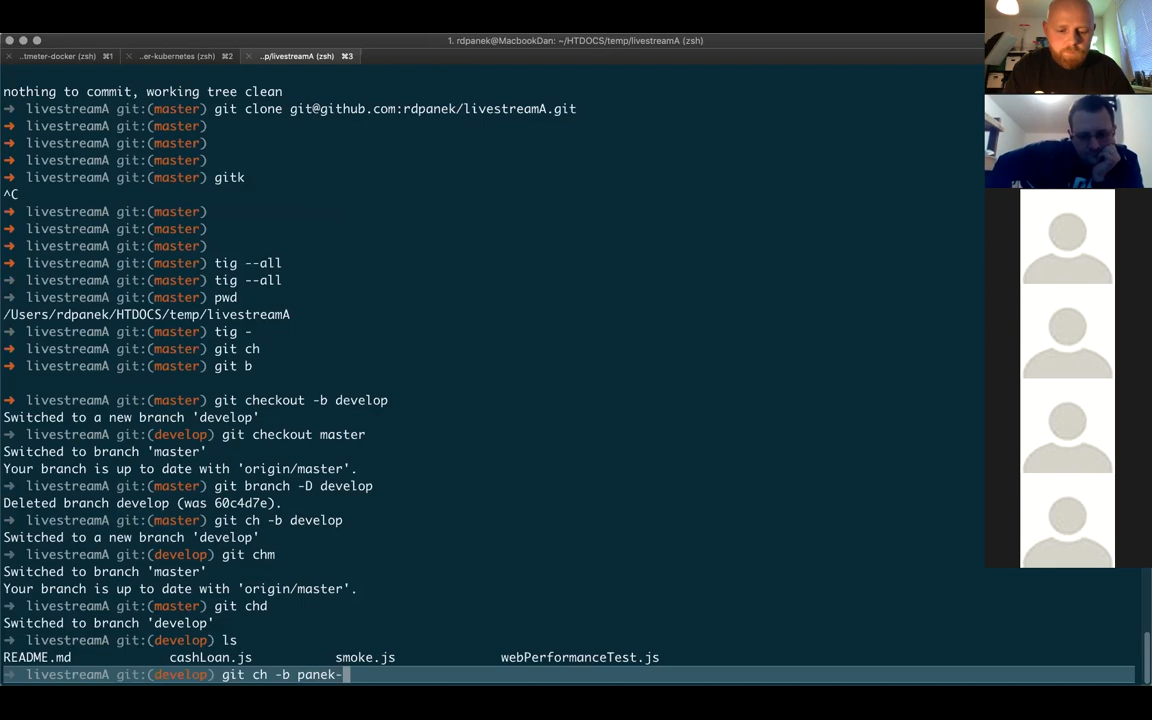 1. rdpanek@MacbookDan: ~/HTDOCS/temp/livestreamA (zsh)
..tmeter-docker (zsh) ⌘1 ..er-kubernetes (zsh) ⌘2 ..p/livestreamA (zsh) ⌘3
nothing to commit, working tree clean
➜ livestreamA git:(master) git clone git@github.com:rdpanek/livestreamA.git
➜ livestreamA git:(master)
➜ livestreamA git:(master)
➜ livestreamA git:(master)
➜ livestreamA git:(master) gitk
^C
➜ livestreamA git:(master)
➜ livestreamA git:(master)
➜ livestreamA git:(master)
➜ livestreamA git:(master) tig --all
➜ livestreamA git:(master) tig --all
➜ livestreamA git:(master) pwd
/Users/rdpanek/HTDOCS/temp/livestreamA
➜ livestreamA git:(master) tig -
➜ livestreamA git:(master) git ch
➜ livestreamA git:(master) git b
➜ livestreamA git:(master) git checkout -b develop
Switched to a new branch 'develop'
➜ livestreamA git:(develop) git checkout master
Switched to branch 'master'
Your branch is up to date with 'origin/master'.
➜ livestreamA git:(master) git branch -D develop
Deleted branch develop (was 60c4d7e).
➜ livestreamA git:(master) git ch -b develop
Switched to a new branch 'develop'
➜ livestreamA git:(develop) git chm
Switched to branch 'master'
Your branch is up to date with 'origin/master'.
➜ livestreamA git:(master) git chd
Switched to branch 'develop'
➜ livestreamA git:(develop) ls
README.md cashLoan.js smoke.js webPerformanceTest.js
➜ livestreamA git:(develop) git ch -b panek-